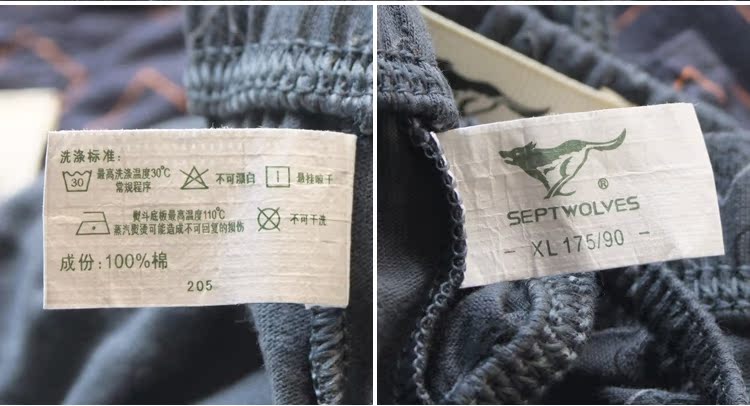 洗涤标准:
30 最高洗涤温度30℃ 不可漂白 悬挂晾干
常规程序
熨斗底板最高温度110℃ 不可干洗
蒸汽熨烫可能造成不可回复的损伤
成份:100%棉
205
®
SEPTWOLVES
- XL 175/90 -